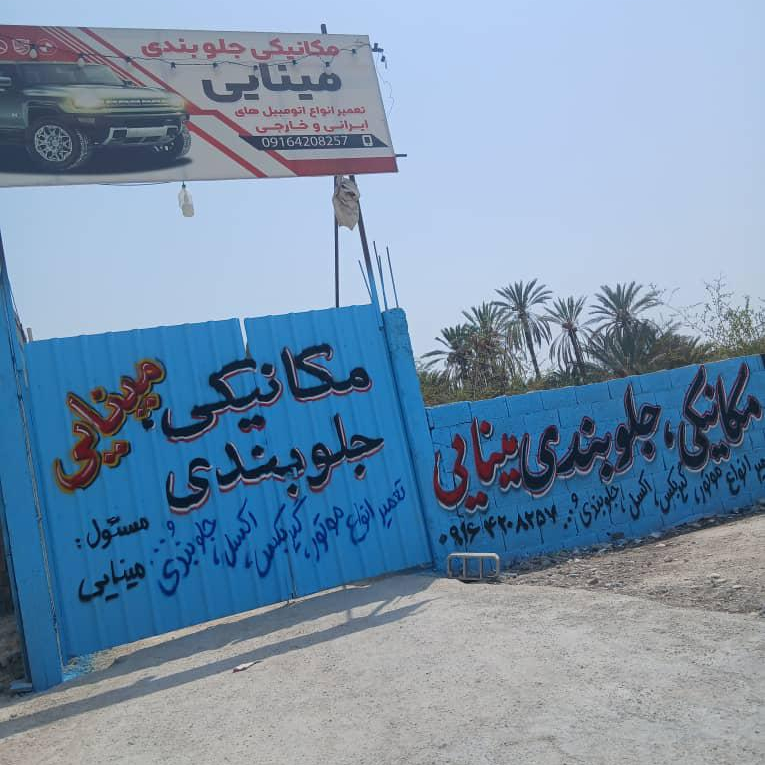 مکانیکی جلوبندی
مینایی
تعمیر انواع اتومبیل های
ایرانی و خارجی
09164208257
مکانیکی،
مینایی
جلوبندی
تعمیر انواع موتور، گیربکس، اکسل، جلوبندی و ...
مسئول:
مینایی
مکانیکی، جلوبندی مینایی
انواع موتور، گیربکس، اکسل، جلوبندی و ...
۰۹۱۶۴۲۰۸۲۵۷